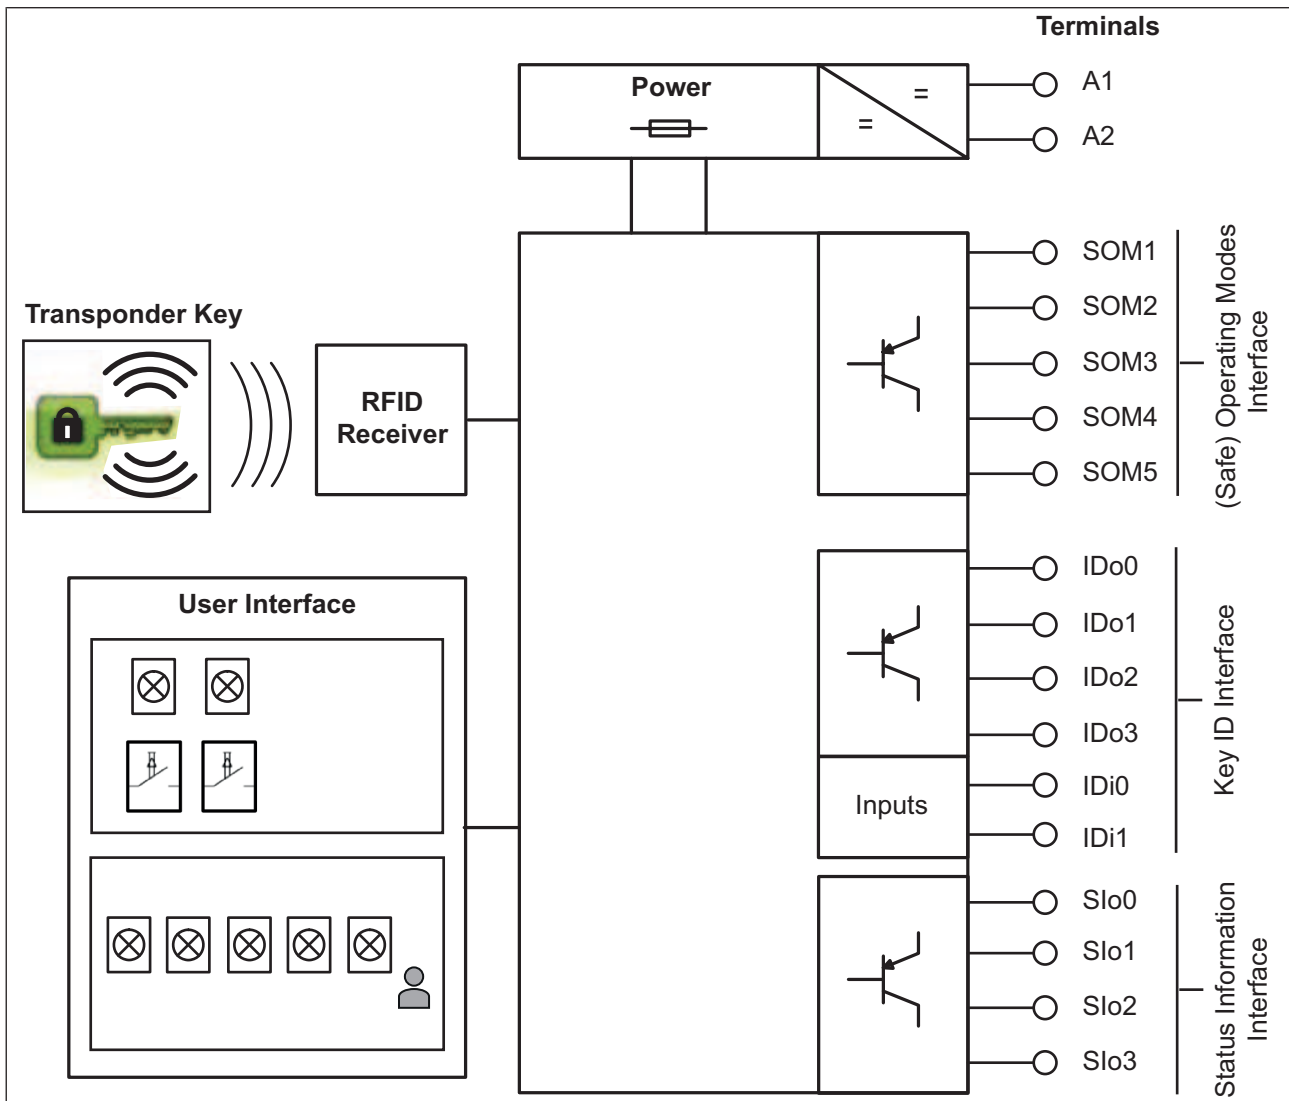 Terminals
Power
=
=
A1
A2
SOM1
SOM2
SOM3
SOM4
SOM5
(Safe) Operating Modes
Interface
Transponder Key
RFID
Receiver
User Interface
IDo0
IDo1
IDo2
IDo3
Inputs
IDi0
IDi1
Key ID Interface
SIo0
SIo1
SIo2
SIo3
Status Information
Interface